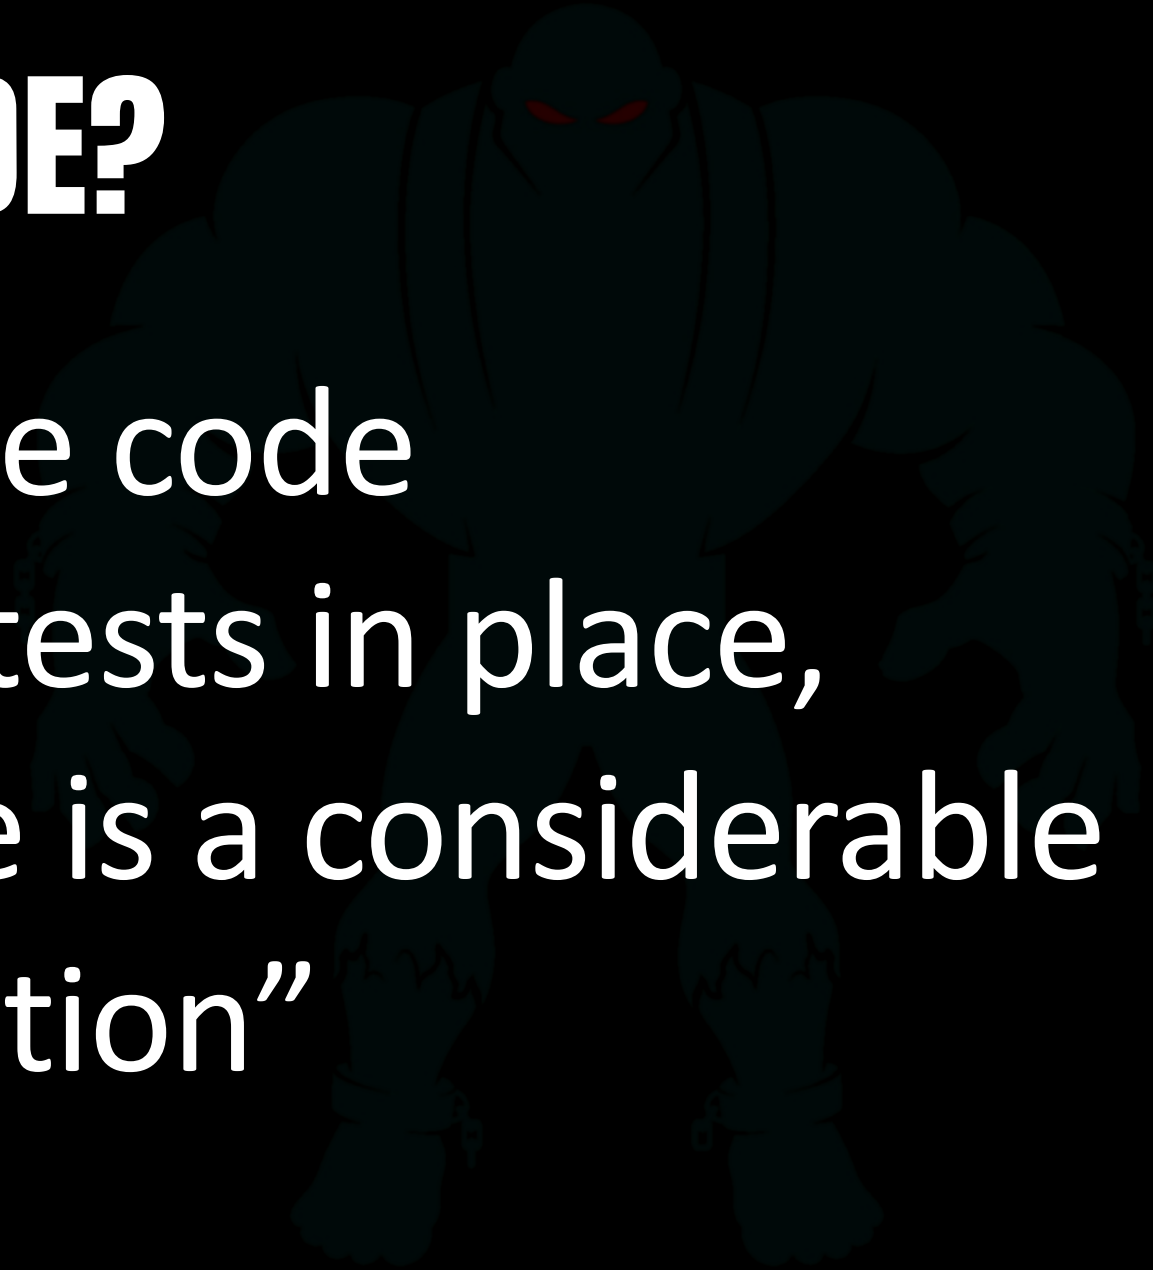 DE?
e code
tests in place,
e is a considerable
tion”